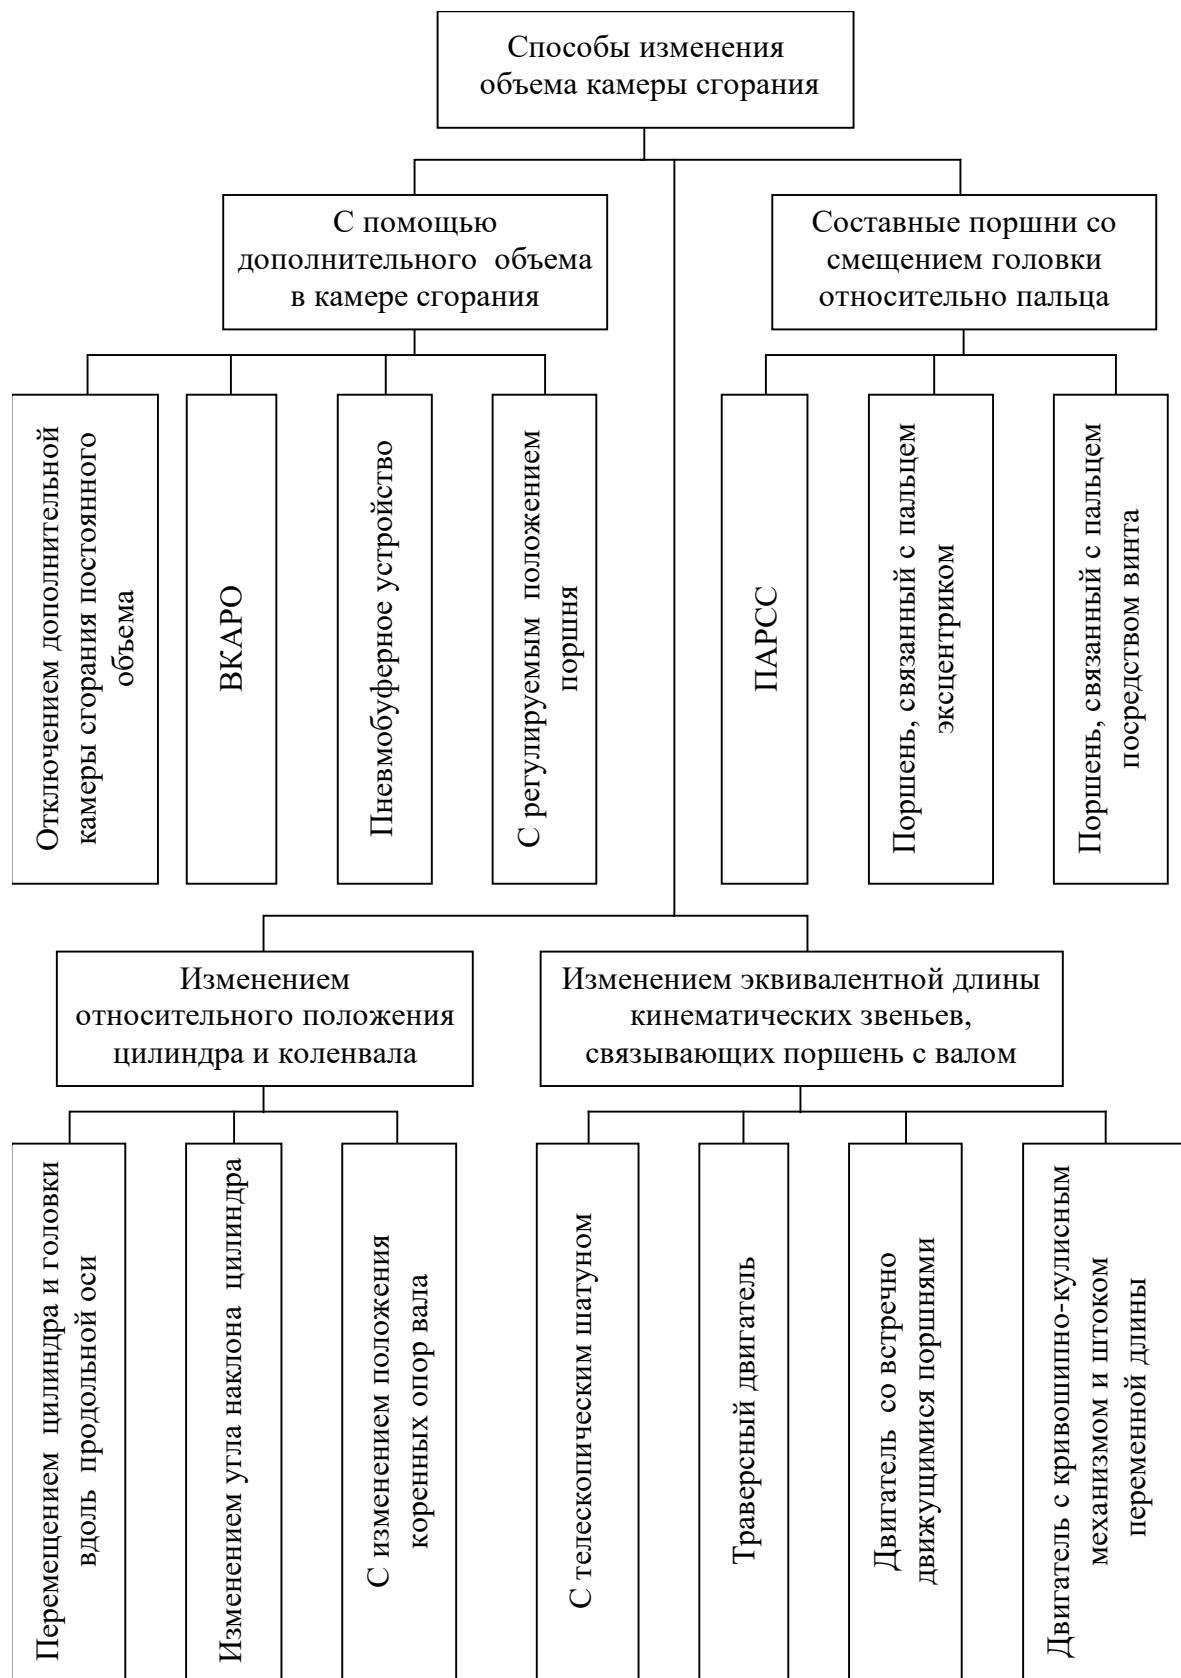 Способы изменения
объема камеры сгорания
С помощью
дополнительного объема
в камере сгорания
Составные поршни со
смещением головки
относительно пальца
Отключением дополнительной
камеры сгорания постоянного
объема
ВКАРО
Пневмобуферное устройство
С регулируемым положением
поршня
ПАРСС
Поршень, связанный с пальцем
эксцентриком
Поршень, связанный с пальцем
посредством винта
Изменением
относительного положения
цилиндра и коленвала
Изменением эквивалентной длины
кинематических звеньев,
связывающих поршень с валом
Перемещением цилиндра и головки
вдоль продольной оси
Изменением угла наклона цилиндра
С изменением положения
коренных опор вала
С телескопическим шатуном
Траверсный двигатель
Двигатель со встречно
движущимися поршнями
Двигатель с кривошипно-кулисным
механизмом и штоком
переменной длины